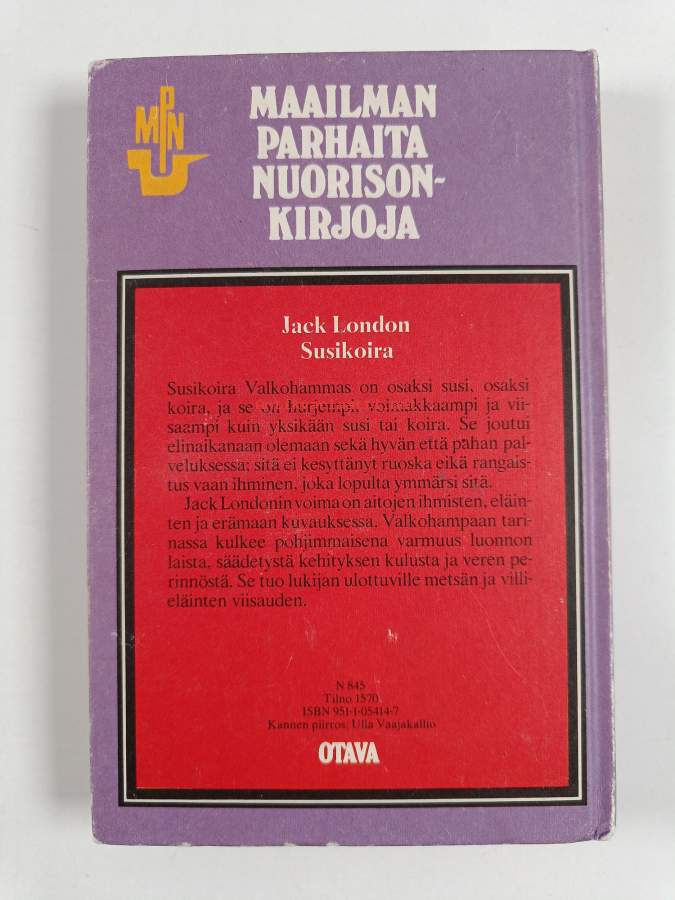 MPN
MAAILMAN
PARHAITA
NUORISON-
KIRJOJA
Jack London
Susikoira
Susikoira Valkohammas on osaksi susi, osaksi
koira, ja se on hurjempi, voimakkaampi ja vii-
saampi kuin yksikään susi tai koira. Se joutui
elinaikanaan olemaan sekä hyvän että pahan pal-
veluksessa; sitä ei kesyttänyt ruoska eikä rangais-
tus vaan ihminen, joka lopulta ymmärsi sitä.
Jack Londonin voima on aitojen ihmisten, eläin-
ten ja erämaan kuvauksessa. Valkohampaan tari-
nassa kulkee pohjimmaisena varmuus luonnon
laista, säädetystä kehityksen kulusta ja veren pe-
rinnöstä. Se tuo lukijan ulottuville metsän ja villi-
eläinten viisauden.
N 845
Tilno 1570
ISBN 951-1-05414-7
Kannen piirros: Ulla Vaajakallio
OTAVA